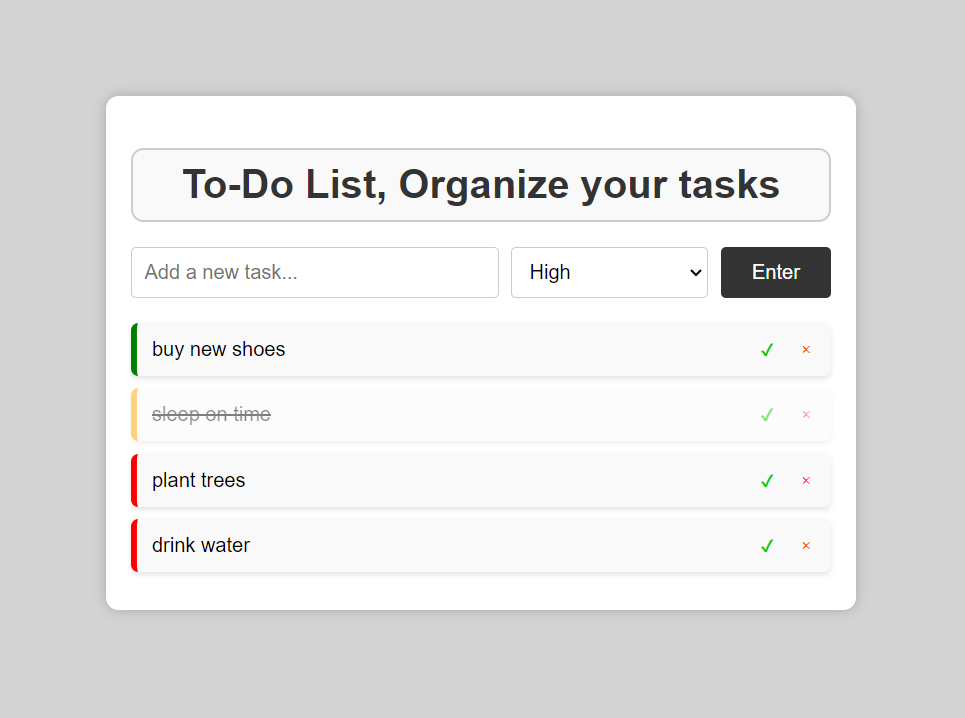 To-Do List, Organize your tasks
Add a new task...
High
Enter
buy new shoes
sleep on time
plant trees
drink water